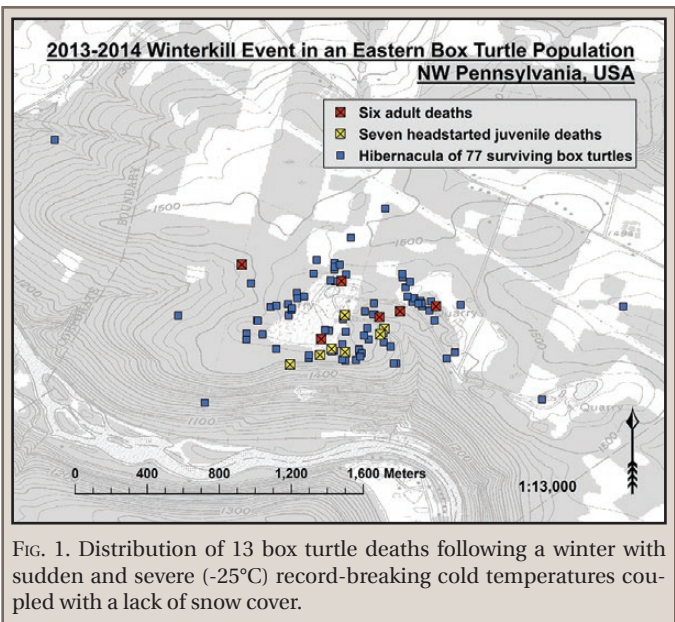 2013-2014 Winterkill Event in an Eastern Box Turtle Population
NW Pennsylvania, USA
Six adult deaths
Seven headstarted juvenile deaths
Hibernacula of 77 surviving box turtles
BOUNDARY
1500
1500
Quarry
1400
1100
Quarry
1300
0 400 800 1,200 1,600 Meters
1:13,000
FIG. 1. Distribution of 13 box turtle deaths following a winter with
sudden and severe (-25°C) record-breaking cold temperatures cou-
pled with a lack of snow cover.